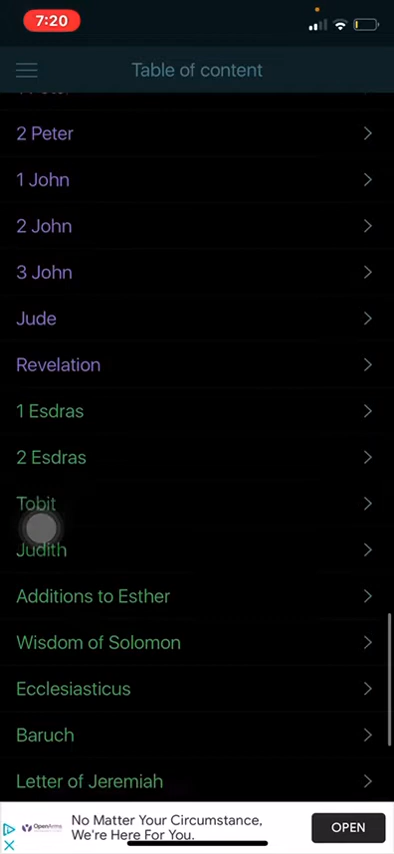 7:20
Table of content
2 Peter
1 John
2 John
3 John
Jude
Revelation
1 Esdras
2 Esdras
Tobit
Judith
Additions to Esther
Wisdom of Solomon
Ecclesiasticus
Baruch
Letter of Jeremiah
OpenArms
No Matter Your Circumstance,
We're Here For You.
OPEN